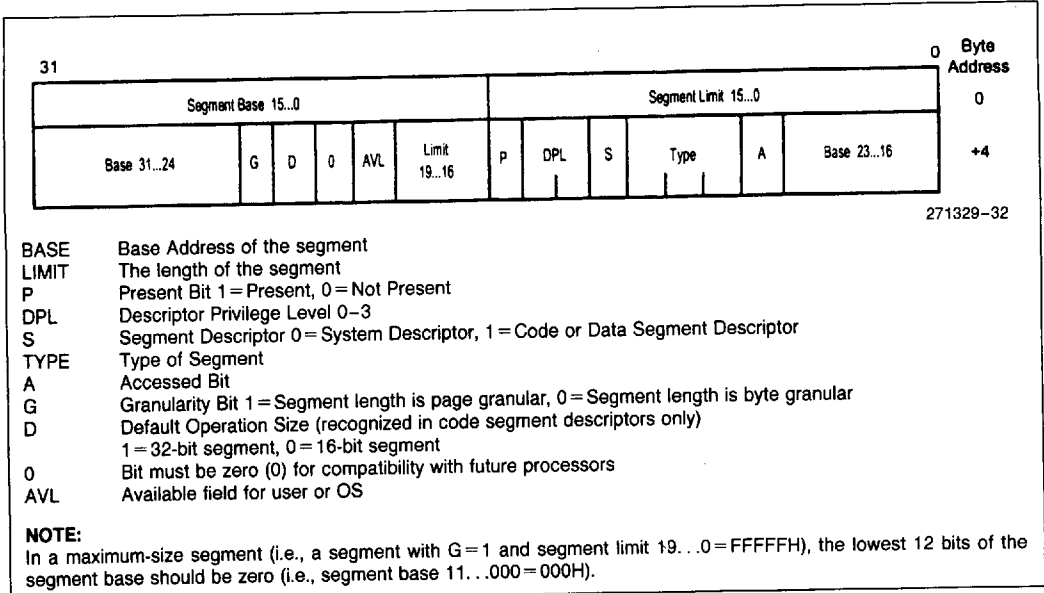 31
0 Byte Address
Segment Base 15...0
Segment Limit 15...0
0
Base 31...24
G
D
0
AVL
Limit 19...16
P
DPL
S
Type
A
Base 23...16
+4
271329-32
BASE Base Address of the segment
LIMIT The length of the segment
P Present Bit 1=Present, 0=Not Present
DPL Descriptor Privilege Level 0–3
S Segment Descriptor 0=System Descriptor, 1=Code or Data Segment Descriptor
TYPE Type of Segment
A Accessed Bit
G Granularity Bit 1=Segment length is page granular, 0=Segment length is byte granular
D Default Operation Size (recognized in code segment descriptors only)
1=32-bit segment, 0=16-bit segment
0 Bit must be zero (0) for compatibility with future processors
AVL Available field for user or OS
NOTE:
In a maximum-size segment (i.e., a segment with G=1 and segment limit 19...0=FFFFFH), the lowest 12 bits of the
segment base should be zero (i.e., segment base 11...000=000H).